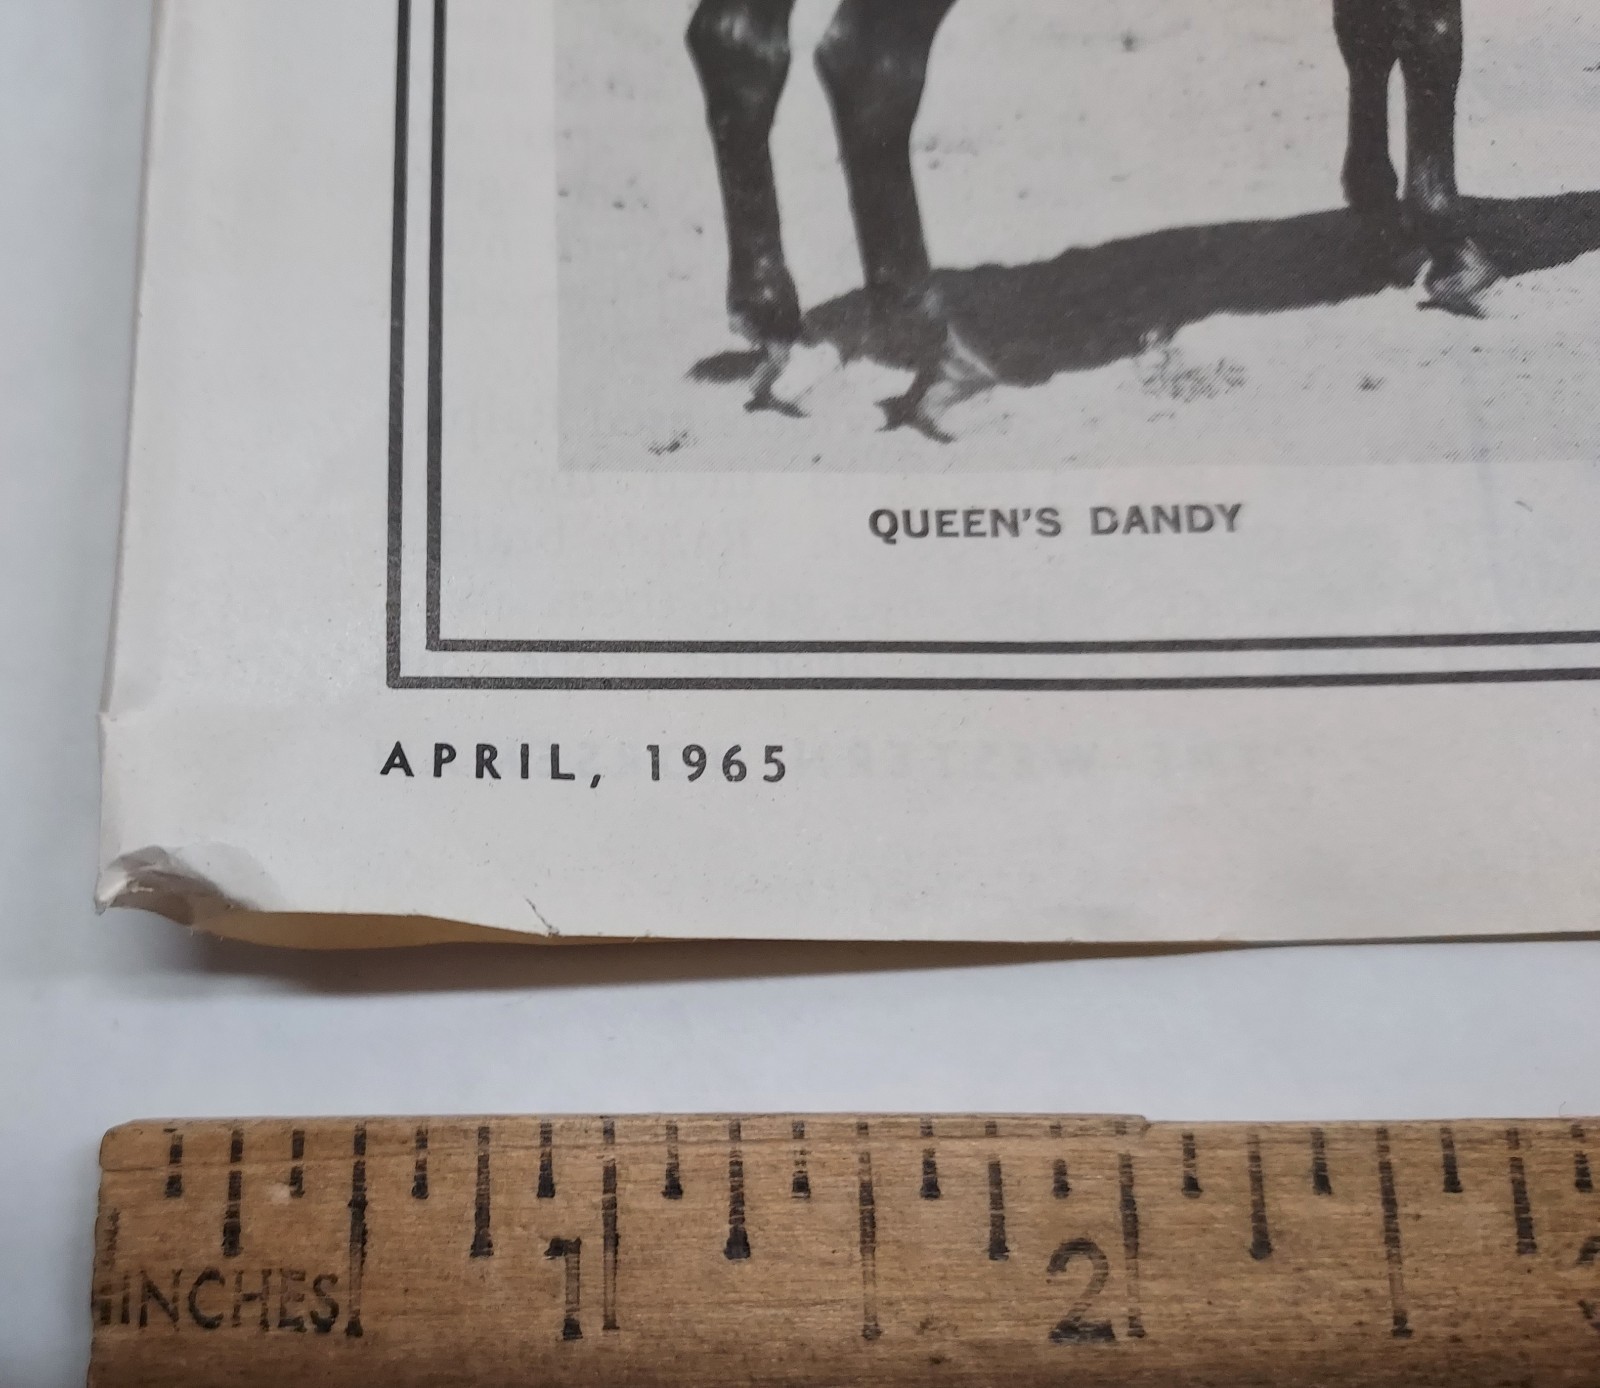 QUEEN'S DANDY
APRIL, 1965
INCHES 1 2